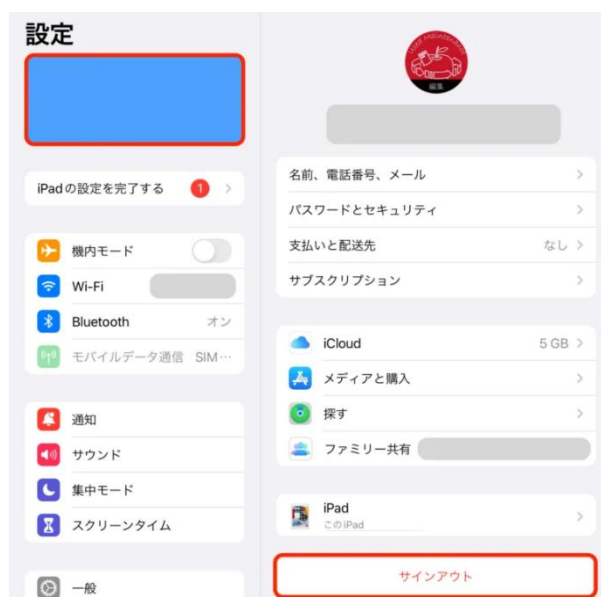 設定
iPadの設定を完了する 1
機内モード
Wi-Fi
Bluetooth オン
モバイルデータ通信 SIM…
通知
サウンド
集中モード
スクリーンタイム
一般
編集
名前、電話番号、メール
パスワードとセキュリティ
支払いと配送先 なし
サブスクリプション
iCloud 5 GB
メディアと購入
探す
ファミリー共有
iPad
このiPad
サインアウト